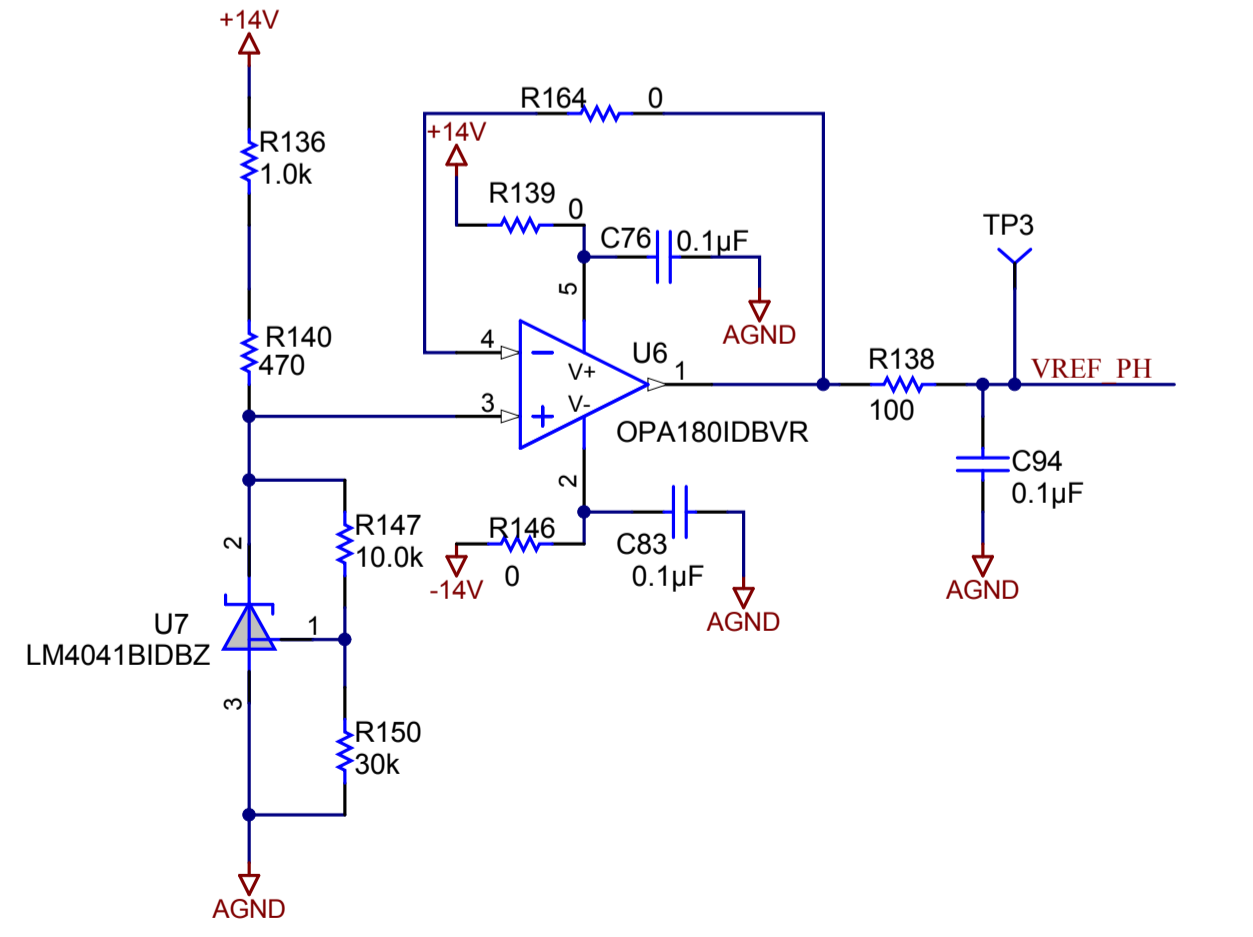 +14V
R136
1.0k
R140
470
R164
0
+14V
R139
0
C76
0.1µF
AGND
5
4
3
V+
V-
U6
1
OPA180IDBVR
2
R146
0
-14V
C83
0.1µF
AGND
R138
100
TP3
VREF_PH
C94
0.1µF
AGND
R147
10.0k
2
U7
LM4041BIDBZ
1
3
R150
30k
AGND